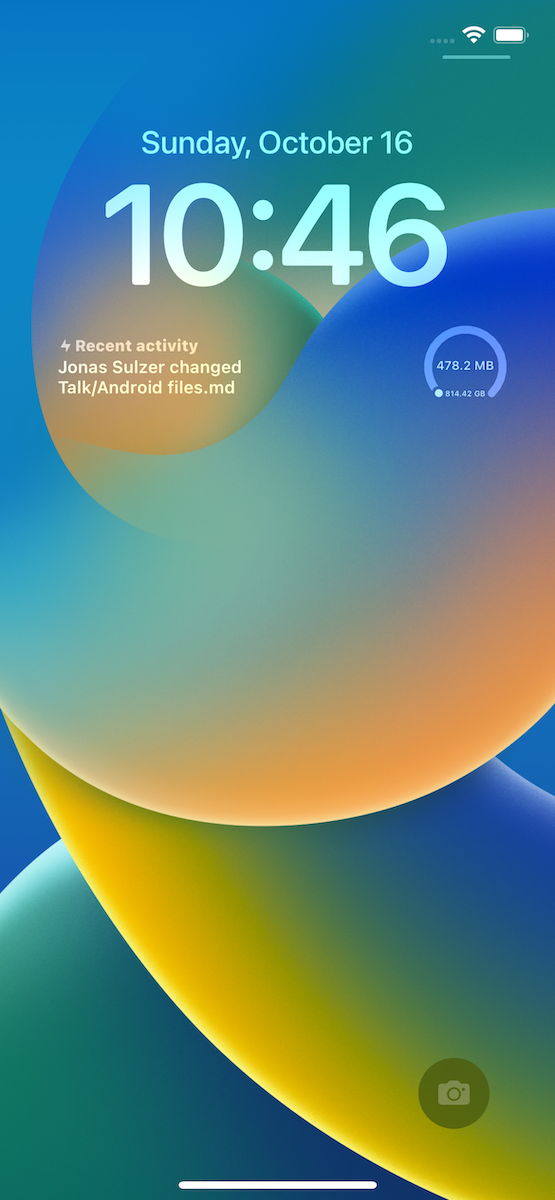 Sunday, October 16
10:46
Recent activity
Jonas Sulzer changed
Talk/Android files.md
478.2 MB
814.42 GB